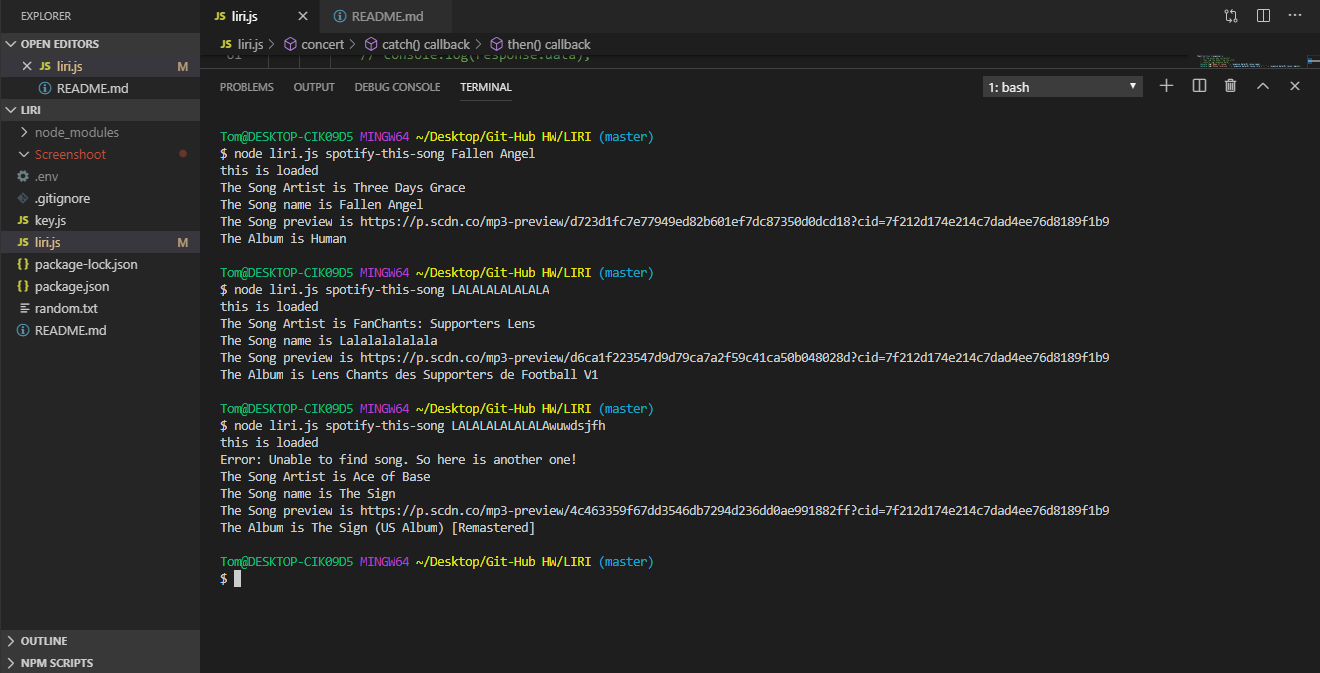 EXPLORER
OPEN EDITORS
JS liri.js M
README.md
LIRI
node_modules
Screenshoot
.env
.gitignore
JS key.js
JS liri.js M
{} package-lock.json
{} package.json
random.txt
README.md
OUTLINE
NPM SCRIPTS
JS liri.js README.md
JS liri.js > concert > catch() callback > then() callback
// console.log(response.data);
PROBLEMS OUTPUT DEBUG CONSOLE TERMINAL 1: bash
Tom@DESKTOP-CIK09D5 MINGW64 ~/Desktop/Git-Hub HW/LIRI (master)
$ node liri.js spotify-this-song Fallen Angel
this is loaded
The Song Artist is Three Days Grace
The Song name is Fallen Angel
The Song preview is https://p.scdn.co/mp3-preview/d723d1fc7e77949ed82b601ef7dc87350d0dcd18?cid=7f212d174e214c7dad4ee76d8189f1b9
The Album is Human
Tom@DESKTOP-CIK09D5 MINGW64 ~/Desktop/Git-Hub HW/LIRI (master)
$ node liri.js spotify-this-song LALALALALALALA
this is loaded
The Song Artist is FanChants: Supporters Lens
The Song name is Lalalalalalala
The Song preview is https://p.scdn.co/mp3-preview/d6ca1f223547d9d79ca7a2f59c41ca50b048028d?cid=7f212d174e214c7dad4ee76d8189f1b9
The Album is Lens Chants des Supporters de Football V1
Tom@DESKTOP-CIK09D5 MINGW64 ~/Desktop/Git-Hub HW/LIRI (master)
$ node liri.js spotify-this-song LALALALALALALAwuwdsjfh
this is loaded
Error: Unable to find song. So here is another one!
The Song Artist is Ace of Base
The Song name is The Sign
The Song preview is https://p.scdn.co/mp3-preview/4c463359f67dd3546db7294d236dd0ae991882ff?cid=7f212d174e214c7dad4ee76d8189f1b9
The Album is The Sign (US Album) [Remastered]
Tom@DESKTOP-CIK09D5 MINGW64 ~/Desktop/Git-Hub HW/LIRI (master)
$